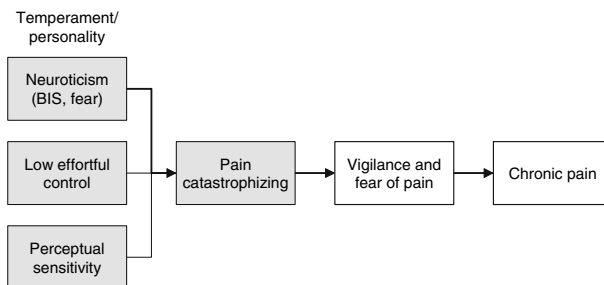 Temperament/
personality
Neuroticism
(BIS, fear)
Low effortful
control
Perceptual
sensitivity
Pain
catastrophizing
Vigilance and
fear of pain
Chronic pain